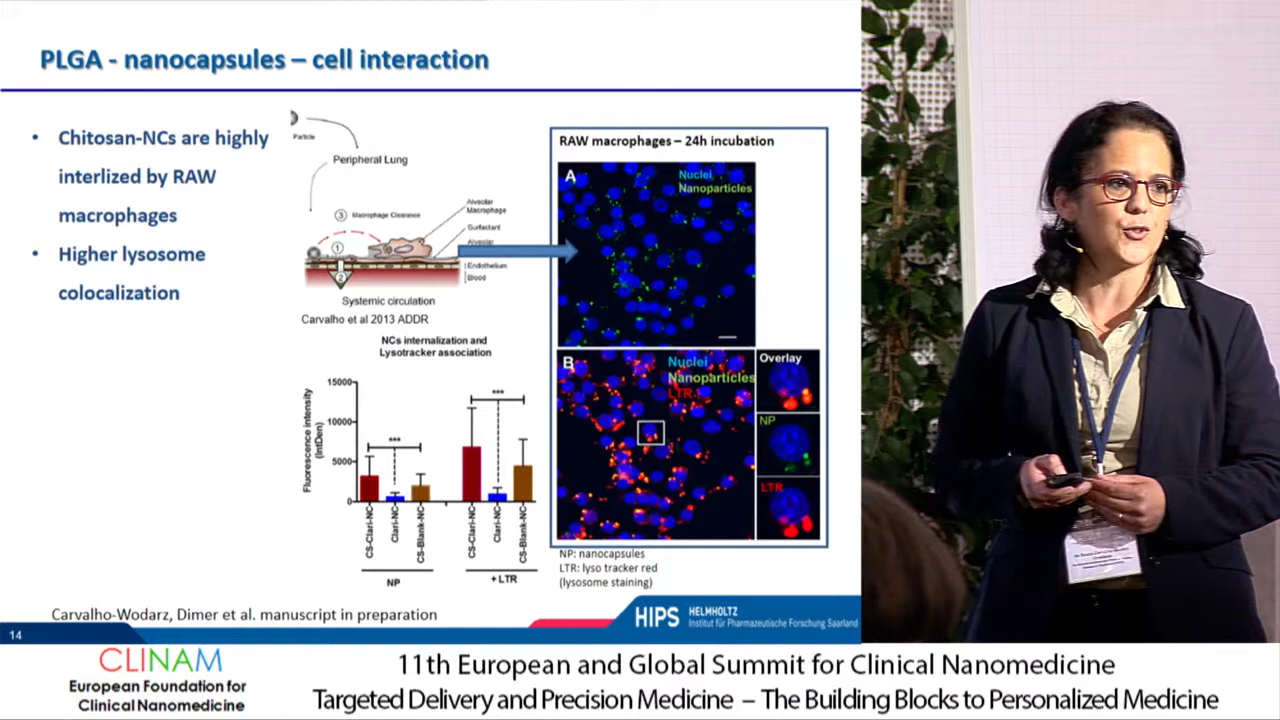 PLGA - nanocapsules – cell interaction
• Chitosan-NCs are highly
interlized by RAW
macrophages
• Higher lysosome
colocalization
Particle
Peripheral Lung
3 Macrophage Clearance
Alveolar
Macrophage
Surfactant
Alveolar
1
2
Endothelium
Blood
Systemic circulation
Carvalho et al 2013 ADDR
NCs internalization and
Lysotracker association
Fluorescence intensity
(IntDen)
15000
10000
5000
0
***
***
CS-Clari-NC
Clari-NC
CS-Blank-NC
CS-Clari-NC
Clari-NC
CS-Blank-NC
NP
+ LTR
RAW macrophages – 24h incubation
A
Nuclei
Nanoparticles
B
Nuclei
Nanoparticles
LTR
Overlay
NP
LTR
NP: nanocapsules
LTR: lyso tracker red
(lysosome staining)
Carvalho-Wodarz, Dimer et al. manuscript in preparation
14
HIPS HELMHOLTZ
Institut für Pharmazeutische Forschung Saarland
CLINAM
European Foundation for
Clinical Nanomedicine
11th European and Global Summit for Clinical Nanomedicine
Targeted Delivery and Precision Medicine – The Building Blocks to Personalized Medicine